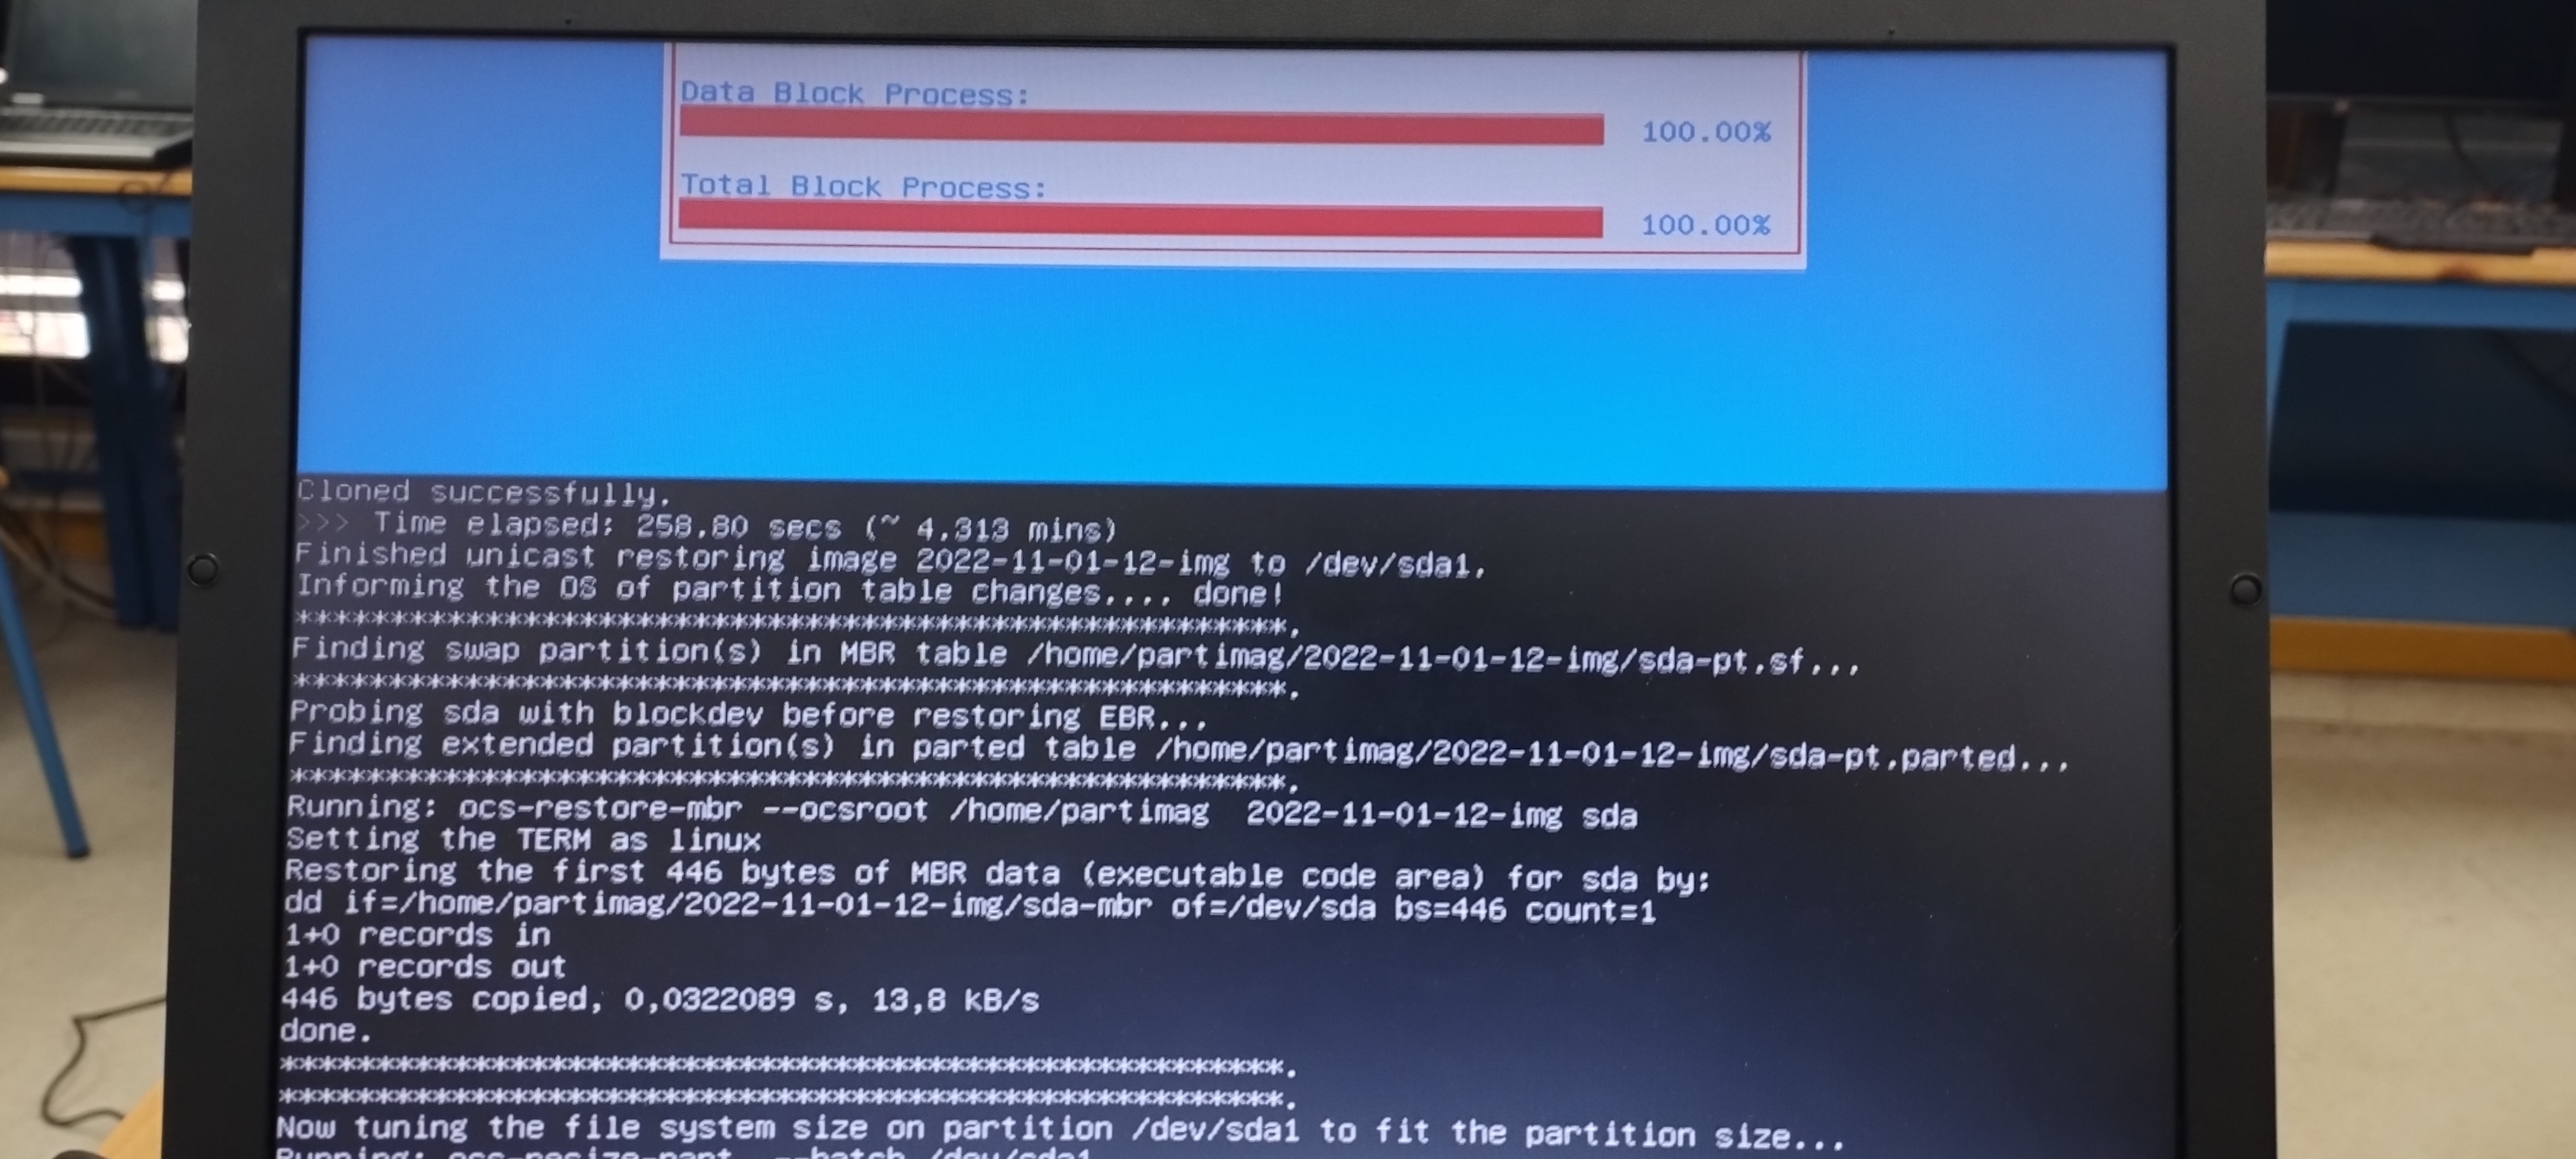 Data Block Process:
100.00%
Total Block Process:
100.00%
Cloned successfully.
>>> Time elapsed: 258.80 secs (~ 4.313 mins)
Finished unicast restoring image 2022-11-01-12-img to /dev/sda1.
Informing the OS of partition table changes.... done!
*****************************************************************.
Finding swap partition(s) in MBR table /home/partimag/2022-11-01-12-img/sda-pt.sf...
*****************************************************************.
Probing sda with blockdev before restoring EBR...
Finding extended partition(s) in parted table /home/partimag/2022-11-01-12-img/sda-pt.parted...
*****************************************************************.
Running: ocs-restore-mbr --ocsroot /home/partimag  2022-11-01-12-img sda
Setting the TERM as linux
Restoring the first 446 bytes of MBR data (executable code area) for sda by:
dd if=/home/partimag/2022-11-01-12-img/sda-mbr of=/dev/sda bs=446 count=1
1+0 records in
1+0 records out
446 bytes copied, 0,0322089 s, 13,8 kB/s
done.
*****************************************************************.
*****************************************************************.
Now tuning the file system size on partition /dev/sda1 to fit the partition size...
Running: ocs-resize-part --batch /dev/sda1